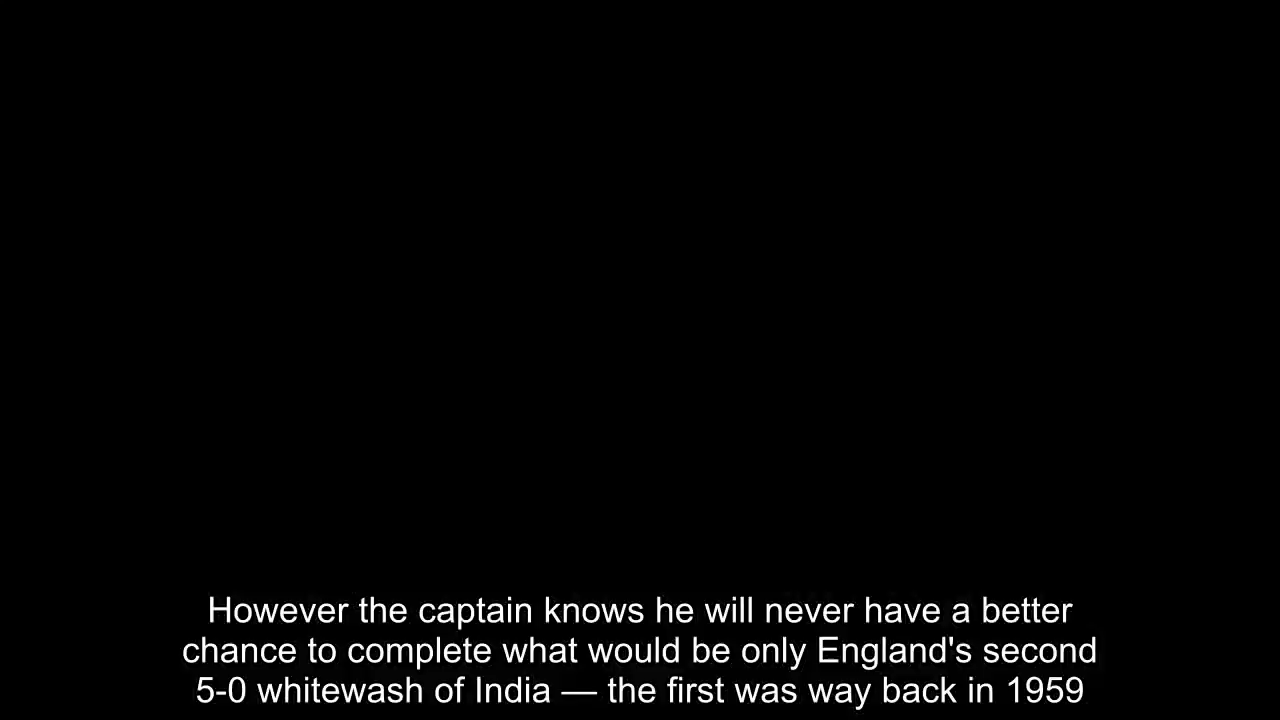 However the captain knows he will never have a better
chance to complete what would be only England's second
5-0 whitewash of India — the first was way back in 1959